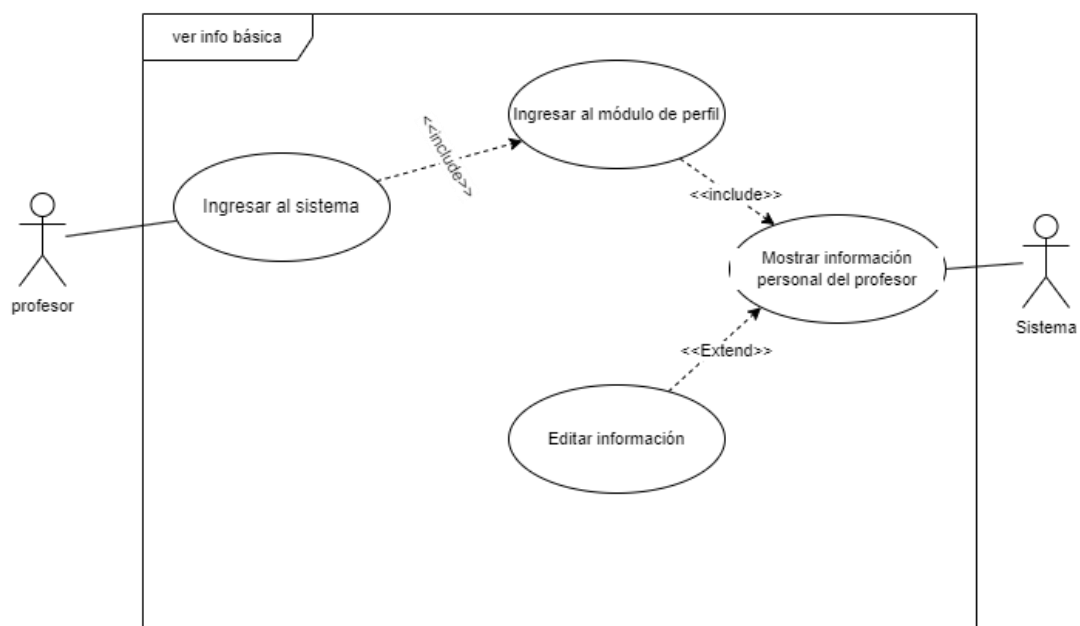 ver info básica
Ingresar al módulo de perfil
<<include>>
Ingresar al sistema
<<include>>
Mostrar información
personal del profesor
profesor
Sistema
<<Extend>>
Editar información